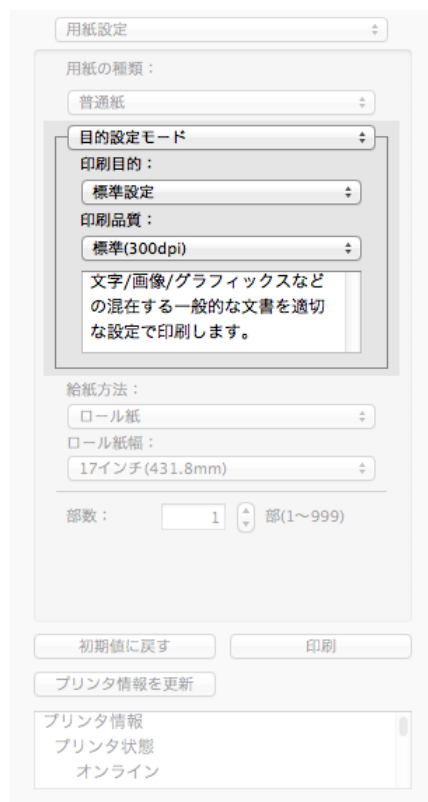 用紙設定
用紙の種類：
普通紙
目的設定モード
印刷目的：
標準設定
印刷品質：
標準(300dpi)
文字/画像/グラフィックスなど
の混在する一般的な文書を適切
な設定で印刷します。
給紙方法：
ロール紙
ロール紙幅：
17インチ(431.8mm)
部数： 1 部(1〜999)
初期値に戻す 印刷
プリンタ情報を更新
プリンタ情報
プリンタ状態
オンライン